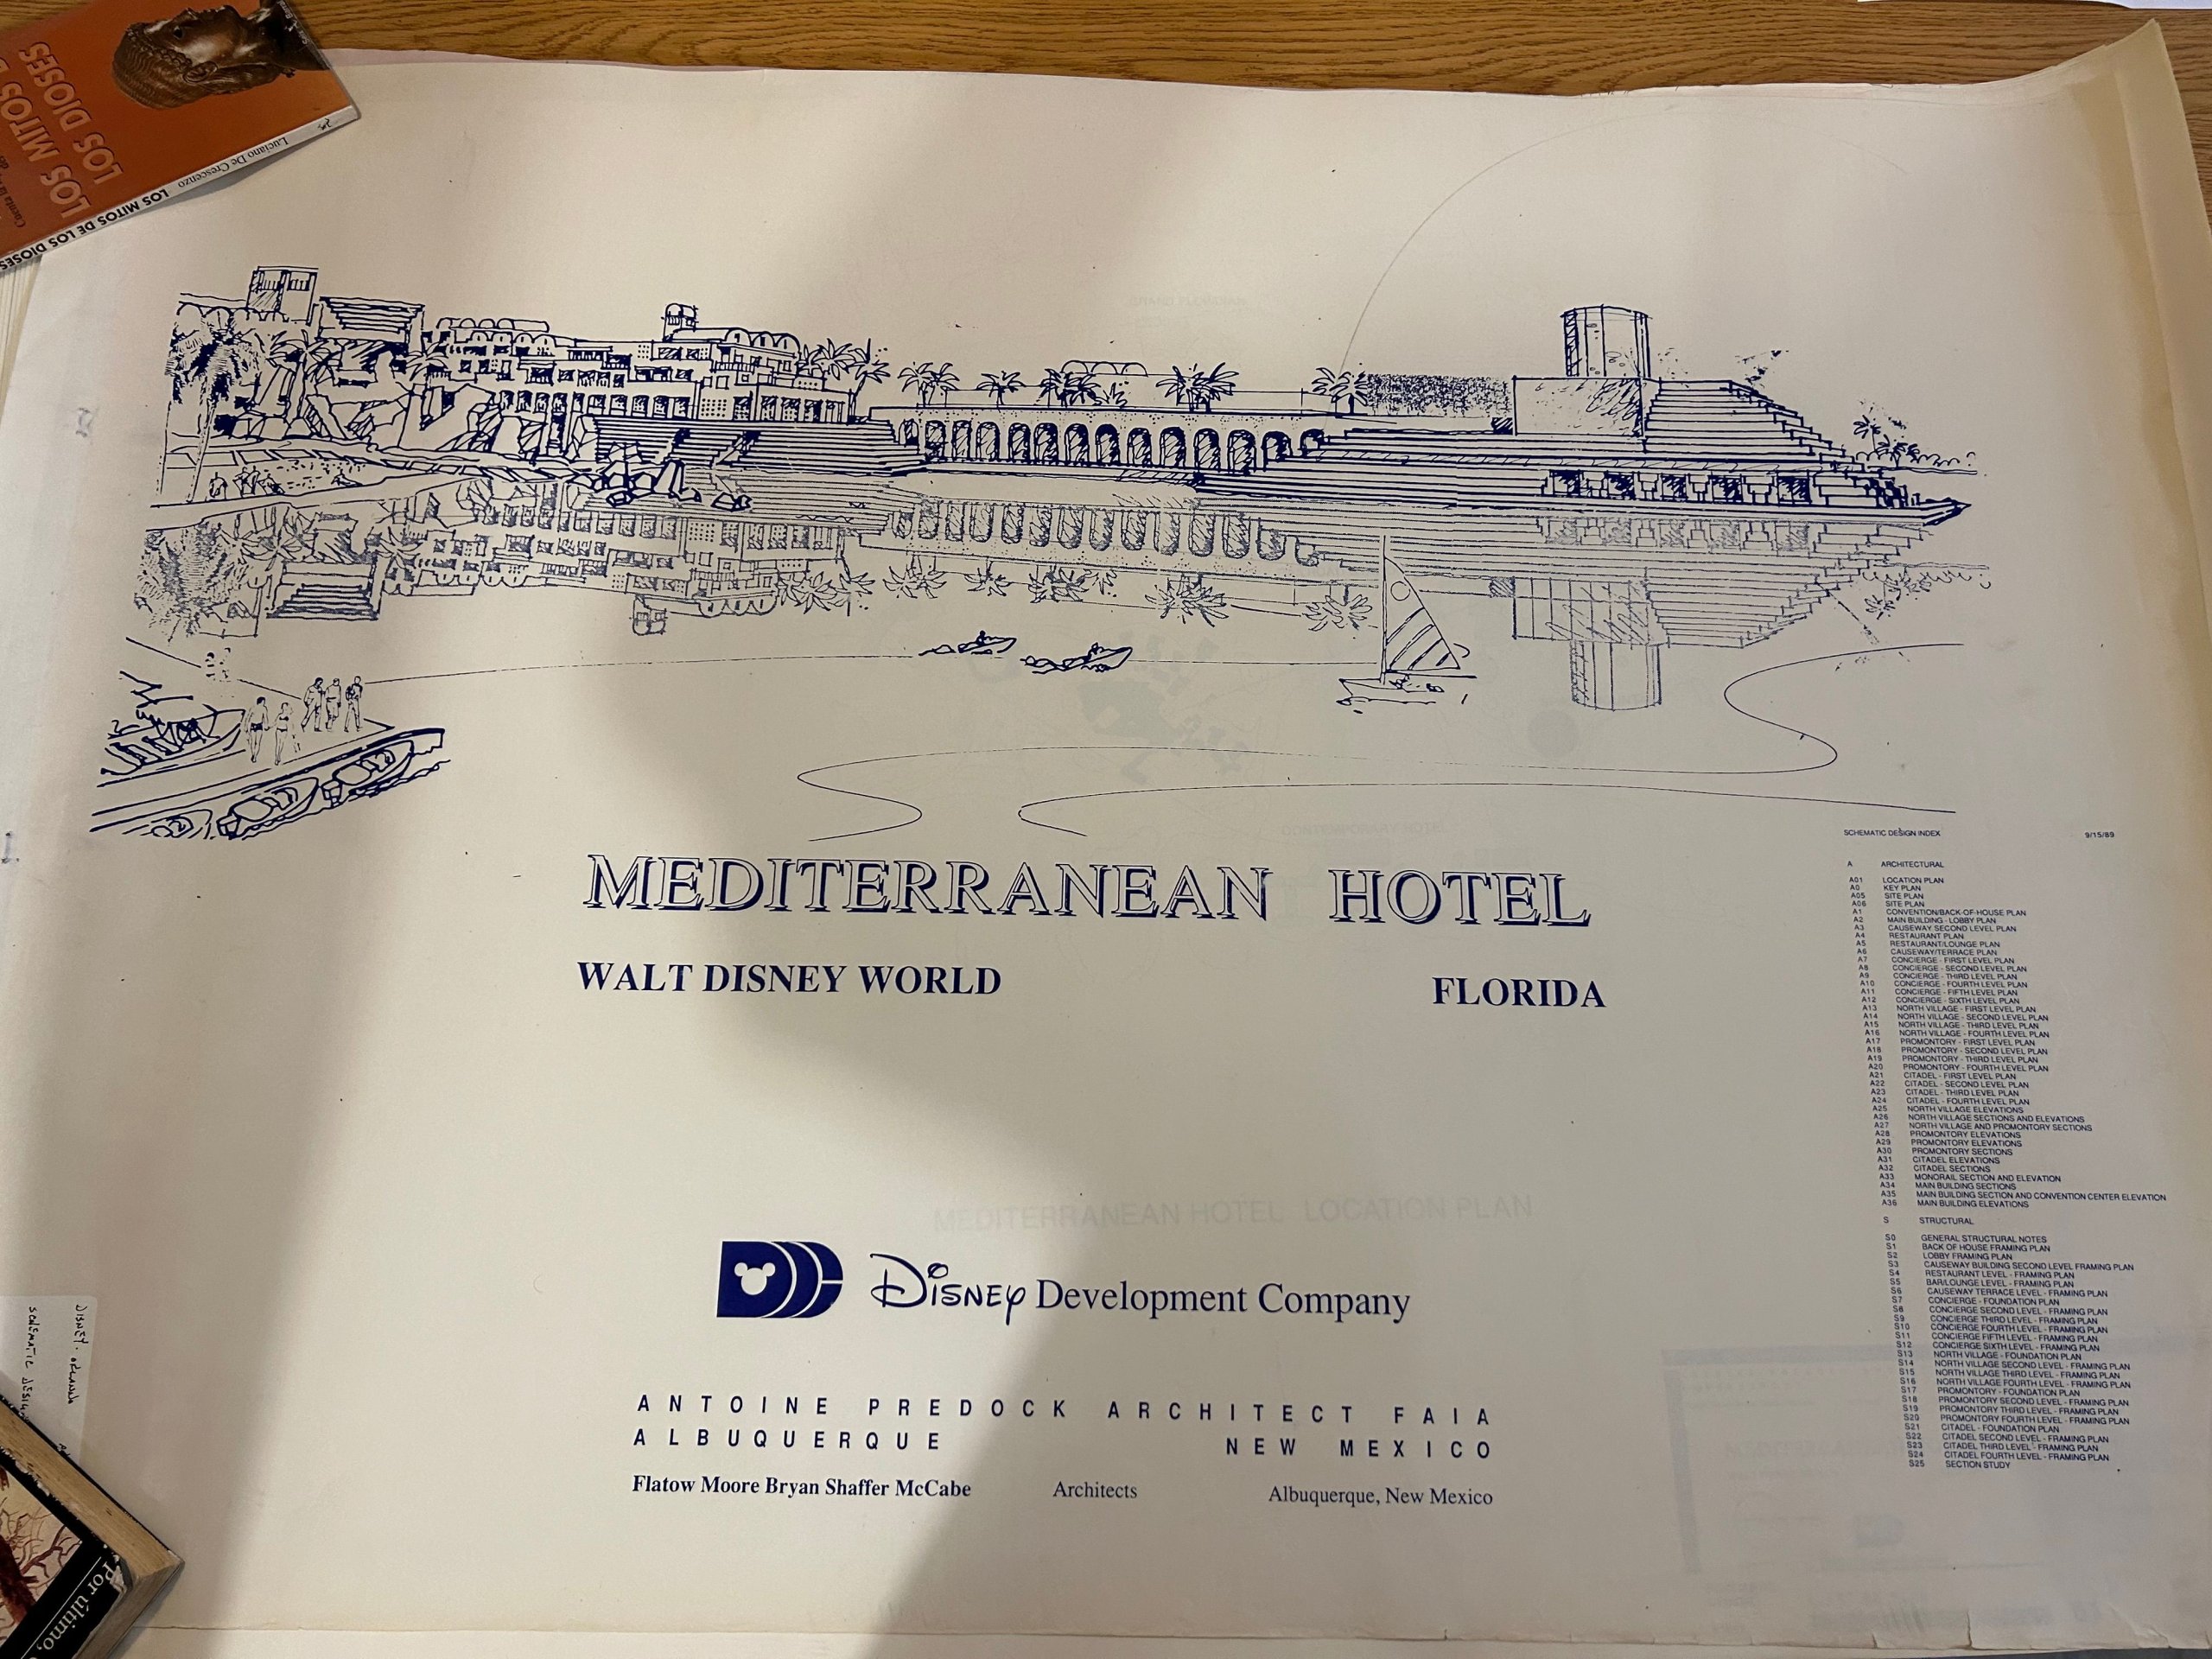 LOS MITOS D
LOS DIOSES
Luciano De Crescenzo LOS MITOS DE LOS DIOSES
MEDITERRANEAN HOTEL
WALT DISNEY WORLD FLORIDA
MEDITERRANEAN HOTEL LOCATION PLAN
Disney Development Company
ANTOINE PREDOCK ARCHITECT FAIA
ALBUQUERQUE NEW MEXICO
Flatow Moore Bryan Shaffer McCabe Architects Albuquerque, New Mexico
SCHEMATIC DESIGN INDEX 9/15/89
A ARCHITECTURAL
A01 LOCATION PLAN
A0 KEY PLAN
A05 SITE PLAN
A06 SITE PLAN
A1 CONVENTION/BACK-OF-HOUSE PLAN
A2 MAIN BUILDING - LOBBY PLAN
A3 CAUSEWAY SECOND LEVEL PLAN
A4 RESTAURANT PLAN
A5 RESTAURANT/LOUNGE PLAN
A6 CAUSEWAY/TERRACE PLAN
A7 CONCIERGE - FIRST LEVEL PLAN
A8 CONCIERGE - SECOND LEVEL PLAN
A9 CONCIERGE - THIRD LEVEL PLAN
A10 CONCIERGE - FOURTH LEVEL PLAN
A11 CONCIERGE - FIFTH LEVEL PLAN
A12 CONCIERGE - SIXTH LEVEL PLAN
A13 NORTH VILLAGE - FIRST LEVEL PLAN
A14 NORTH VILLAGE - SECOND LEVEL PLAN
A15 NORTH VILLAGE - THIRD LEVEL PLAN
A16 NORTH VILLAGE - FOURTH LEVEL PLAN
A17 PROMONTORY - FIRST LEVEL PLAN
A18 PROMONTORY - SECOND LEVEL PLAN
A19 PROMONTORY - THIRD LEVEL PLAN
A20 PROMONTORY - FOURTH LEVEL PLAN
A21 CITADEL - FIRST LEVEL PLAN
A22 CITADEL - SECOND LEVEL PLAN
A23 CITADEL - THIRD LEVEL PLAN
A24 CITADEL - FOURTH LEVEL PLAN
A25 NORTH VILLAGE ELEVATIONS
A26 NORTH VILLAGE SECTIONS AND ELEVATIONS
A27 NORTH VILLAGE AND PROMONTORY SECTIONS
A28 PROMONTORY ELEVATIONS
A29 PROMONTORY ELEVATIONS
A30 PROMONTORY SECTIONS
A31 CITADEL ELEVATIONS
A32 CITADEL SECTIONS
A33 MONORAIL SECTION AND ELEVATION
A34 MAIN BUILDING SECTIONS
A35 MAIN BUILDING SECTION AND CONVENTION CENTER ELEVATION
A36 MAIN BUILDING ELEVATIONS
S STRUCTURAL
S0 GENERAL STRUCTURAL NOTES
S1 BACK OF HOUSE FRAMING PLAN
S2 LOBBY FRAMING PLAN
S3 CAUSEWAY BUILDING SECOND LEVEL FRAMING PLAN
S4 RESTAURANT LEVEL - FRAMING PLAN
S5 BAR/LOUNGE LEVEL - FRAMING PLAN
S6 CAUSEWAY TERRACE LEVEL - FRAMING PLAN
S7 CONCIERGE - FOUNDATION PLAN
S8 CONCIERGE SECOND LEVEL - FRAMING PLAN
S9 CONCIERGE THIRD LEVEL - FRAMING PLAN
S10 CONCIERGE FOURTH LEVEL - FRAMING PLAN
S11 CONCIERGE FIFTH LEVEL - FRAMING PLAN
S12 CONCIERGE SIXTH LEVEL - FRAMING PLAN
S13 NORTH VILLAGE - FOUNDATION PLAN
S14 NORTH VILLAGE SECOND LEVEL - FRAMING PLAN
S15 NORTH VILLAGE THIRD LEVEL - FRAMING PLAN
S16 NORTH VILLAGE FOURTH LEVEL - FRAMING PLAN
S17 PROMONTORY - FOUNDATION PLAN
S18 PROMONTORY SECOND LEVEL - FRAMING PLAN
S19 PROMONTORY THIRD LEVEL - FRAMING PLAN
S20 PROMONTORY FOURTH LEVEL - FRAMING PLAN
S21 CITADEL - FOUNDATION PLAN
S22 CITADEL SECOND LEVEL - FRAMING PLAN
S23 CITADEL THIRD LEVEL - FRAMING PLAN
S24 CITADEL FOURTH LEVEL - FRAMING PLAN
S25 SECTION STUDY
DISNEY. ORLANDO
SCHEMATIC DESIGN
Por último,